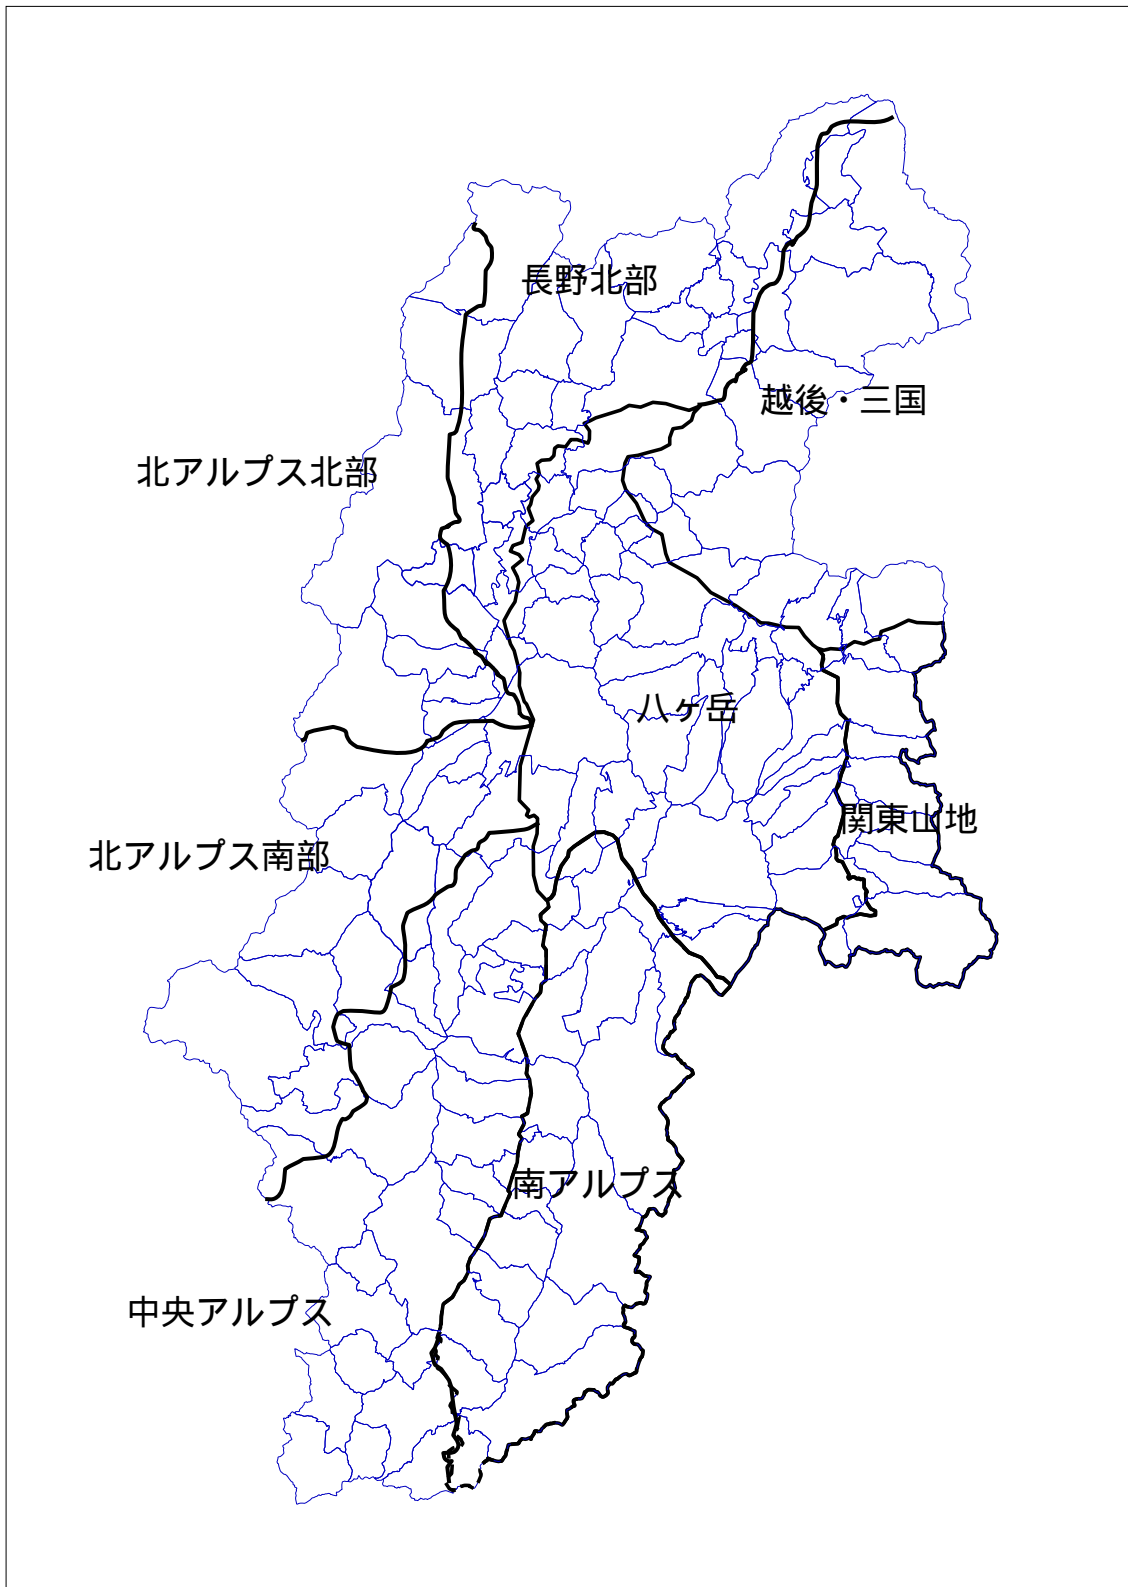 長野北部
越後・三国
北アルプス北部
八ヶ岳
関東山地
北アルプス南部
南アルプス
中央アルプス